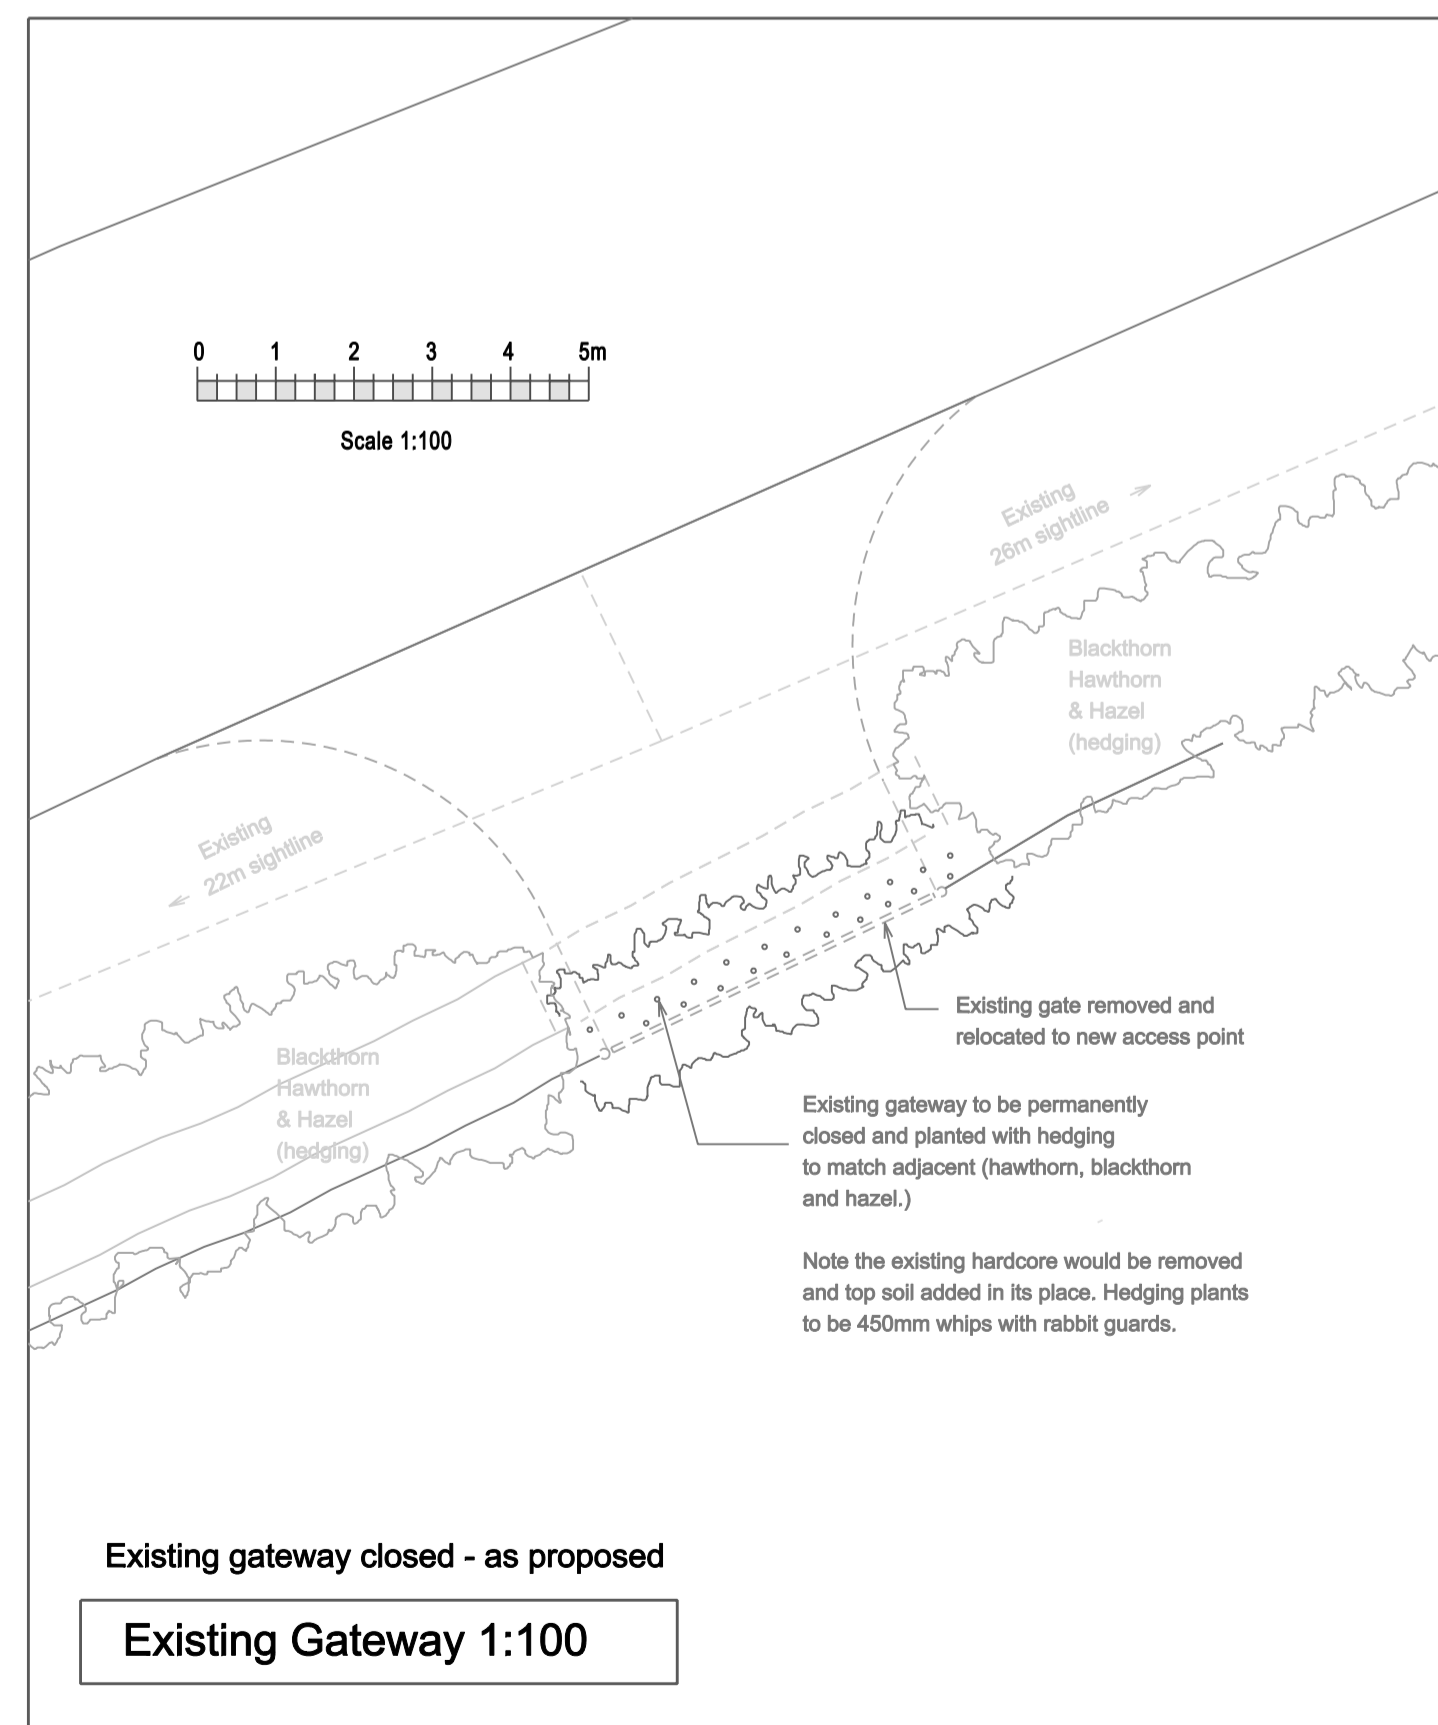 0 1 2 3 4 5m
Scale 1:100
Existing
26m sightline
Blackthorn
Hawthorn
& Hazel
(hedging)
Existing
22m sightline
Existing gate removed and
relocated to new access point
Blackthorn
Hawthorn
& Hazel
(hedging)
Existing gateway to be permanently
closed and planted with hedging
to match adjacent (hawthorn, blackthorn
and hazel.)
Note the existing hardcore would be removed
and top soil added in its place. Hedging plants
to be 450mm whips with rabbit guards.
Existing gateway closed - as proposed
Existing Gateway 1:100